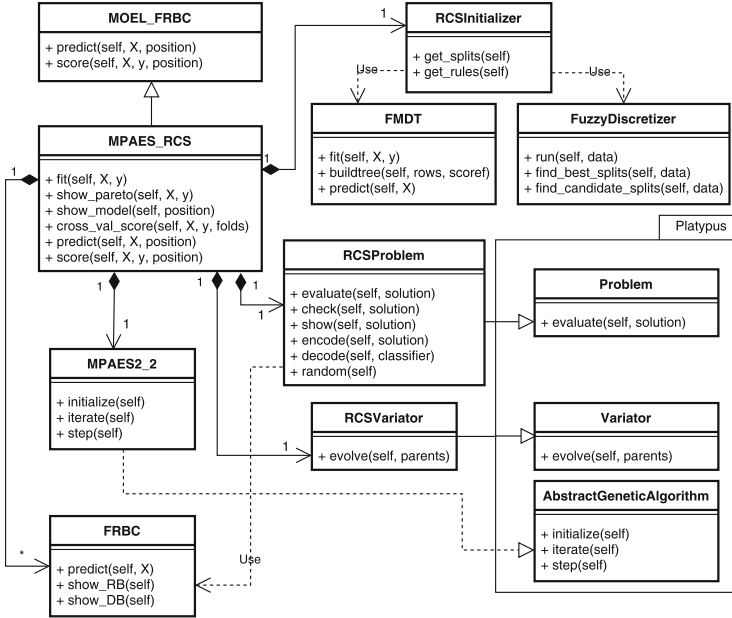 MOEL_FRBC
+ predict(self, X, position)
+ score(self, X, y, position)
1
RCSInitializer
+ get_splits(self)
+ get_rules(self)
Use
Use
MPAES_RCS
+ fit(self, X, y)
+ show_pareto(self, X, y)
+ show_model(self, position)
+ cross_val_score(self, X, y, folds)
+ predict(self, X, position)
+ score(self, X, y, position)
1
1
FMDT
+ fit(self, X, y)
+ buildtree(self, rows, scoref)
+ predict(self, X)
FuzzyDiscretizer
+ run(self, data)
+ find_best_splits(self, data)
+ find_candidate_splits(self, data)
Platypus
1
1
1
1
1
RCSProblem
+ evaluate(self, solution)
+ check(self, solution)
+ show(self, solution)
+ encode(self, solution)
+ decode(self, classifier)
+ random(self)
Problem
+ evaluate(self, solution)
MPAES2_2
+ initialize(self)
+ iterate(self)
+ step(self)
1
RCSVariator
+ evolve(self, parents)
Variator
+ evolve(self, parents)
AbstractGeneticAlgorithm
+ initialize(self)
+ iterate(self)
+ step(self)
*
FRBC
+ predict(self, X)
+ show_RB(self)
+ show_DB(self)
Use